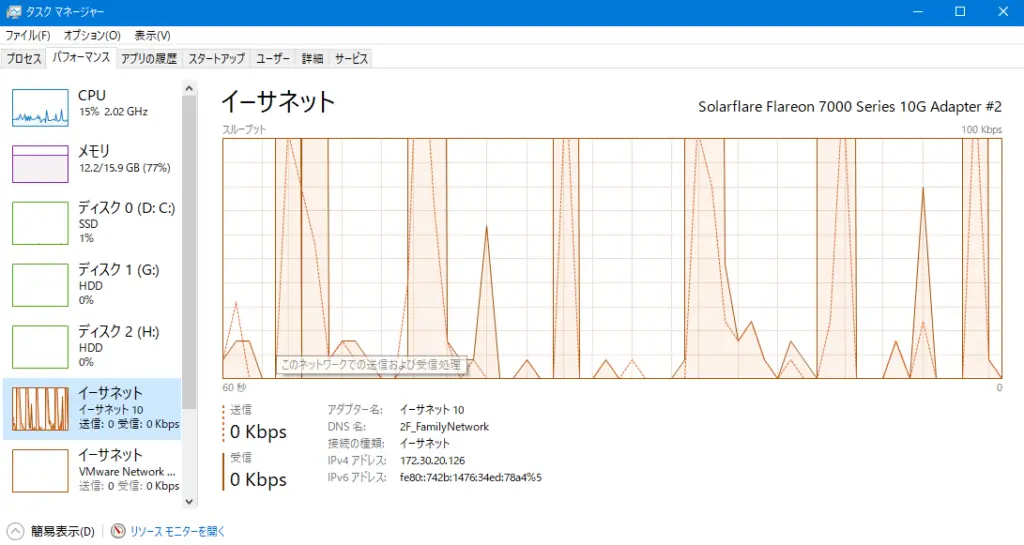 タスク マネージャー
ファイル(F) オプション(O) 表示(V)
プロセス パフォーマンス アプリの履歴 スタートアップ ユーザー 詳細 サービス
CPU
15% 2.02 GHz
メモリ
12.2/15.9 GB (77%)
ディスク 0 (D: C:)
SSD
1%
ディスク 1 (G:)
HDD
0%
ディスク 2 (H:)
HDD
0%
イーサネット
イーサネット 10
送信: 0 受信: 0 Kbps
イーサネット
VMware Network ...
送信: 0 受信: 0 Kbps
イーサネット
Solarflare Flareon 7000 Series 10G Adapter #2
スループット
100 Kbps
このネットワークでの送信および受信処理
60 秒
0
送信
0 Kbps
受信
0 Kbps
アダプター名: イーサネット 10
DNS 名: 2F_FamilyNetwork
接続の種類: イーサネット
IPv4 アドレス: 172.30.20.126
IPv6 アドレス: fe80::742b:1476:34ed:78a4%5
簡易表示(D)
リソース モニターを開く